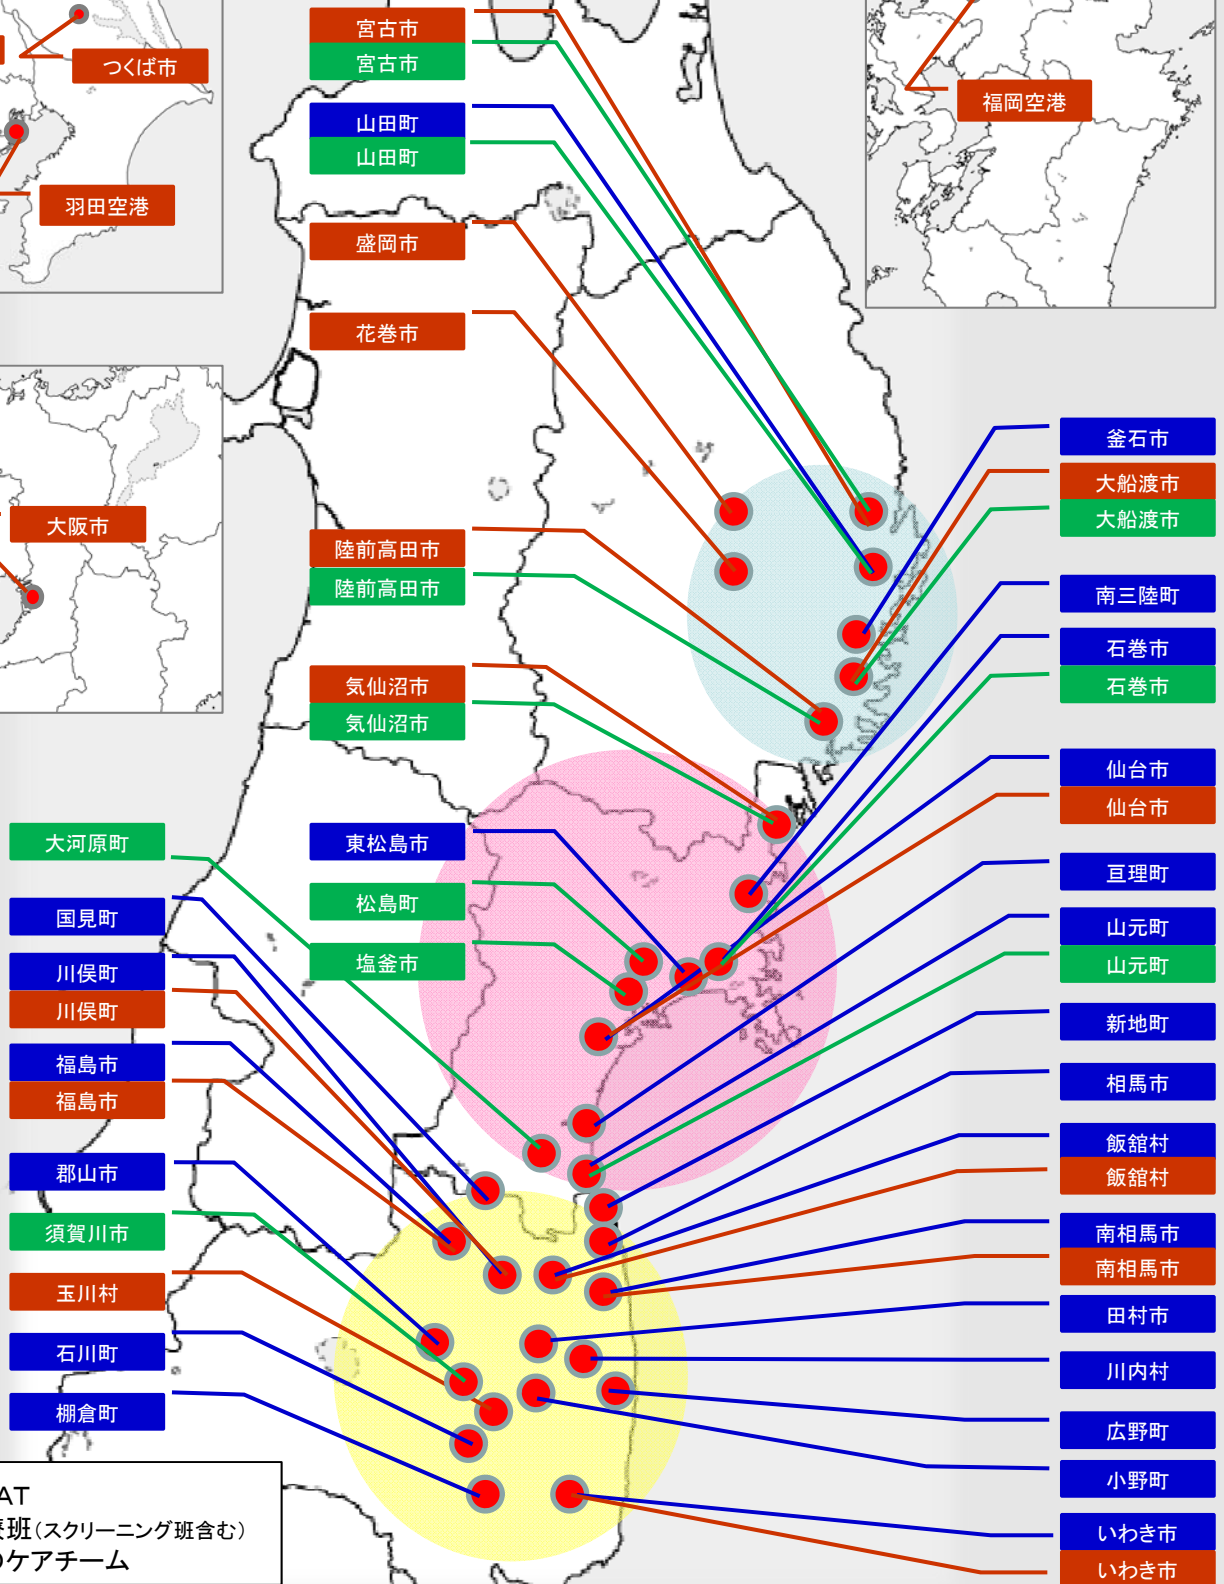 つくば市
羽田空港
大阪市
福岡空港
宮古市
宮古市
山田町
山田町
盛岡市
花巻市
陸前高田市
陸前高田市
気仙沼市
気仙沼市
東松島市
松島町
塩釜市
大河原町
国見町
川俣町
川俣町
福島市
福島市
郡山市
須賀川市
玉川村
石川町
棚倉町
釜石市
大船渡市
大船渡市
南三陸町
石巻市
石巻市
仙台市
仙台市
亘理町
山元町
山元町
新地町
相馬市
飯舘村
飯舘村
南相馬市
南相馬市
田村市
川内村
広野町
小野町
いわき市
いわき市
AT
班(スクリーニング班含む)
ケアチーム